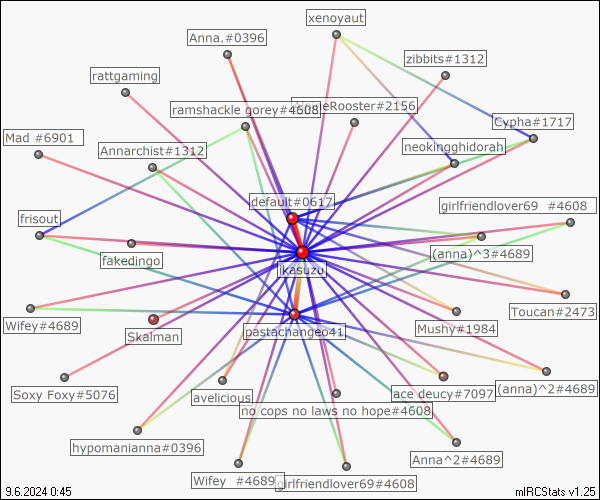 xenoyaut
Anna.#0396
zibbits#1312
rattgaming
ramshackle gorey#4608
Rooster#2156
Cypha#1717
Mad #6901
Annarchist#1312
neokingghidorah
default#0617
girlfriendlover69 #4608
frisout
fakedingo
(anna)^3#4689
ikasuzu
Toucan#2473
Wifey#4689
Skalman
pastachangeo41
Mushy#1984
Soxy Foxy#5076
avelicious
ace deucy#7097
(anna)^2#4689
no cops no laws no hope#4608
hypomanianna#0396
Anna^2#4689
Wifey #4689
girlfriendlover69#4608
9.6.2024 0:45
mIRCStats v1.25